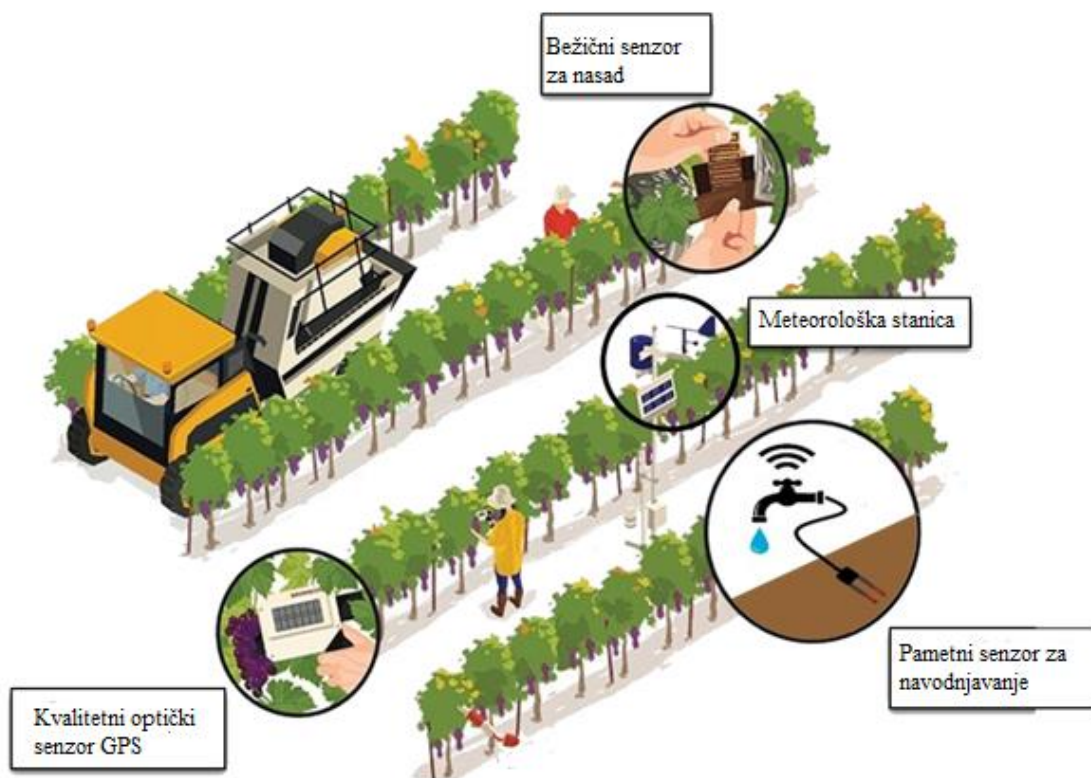 Bežični senzor
za nasad
Meteorološka stanica
Pametni senzor za
navodnjavanje
Kvalitetni optički
senzor GPS